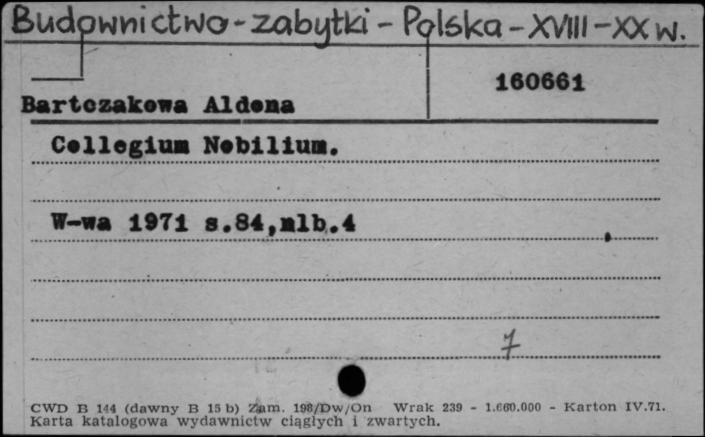 Budownictwo - zabytki - Polska - XVIII - XX w.
160661
Bartczakowa Aldona
Collegium Nobilium.
W-wa 1971 s.84,nlb.4
7
CWD B 144 (dawny B 15 b) Zam. 198/Dw/On Wrak 239 - 1.660.000 - Karton IV.71.
Karta katalogowa wydawnictw ciągłych i zwartych.